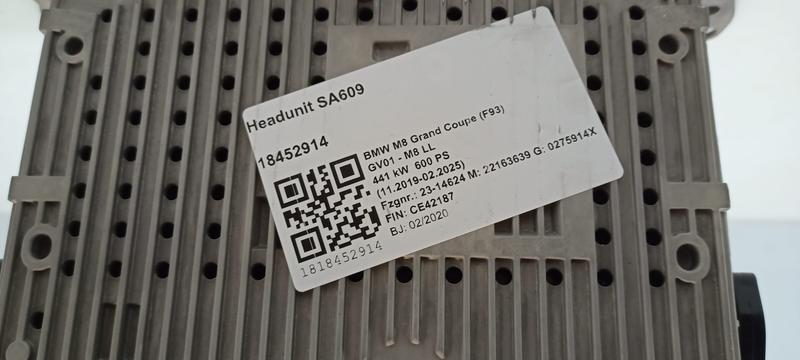 Headunit SA609
18452914
BMW M8 Grand Coupe (F93)
GV01 - M8 LL
441 kW 600 PS
(11.2019-02.2025)
Fzgnr.: 23-14624 M: 22163639 G: 0275914X
FIN: CE42187
BJ: 02/2020
1818452914